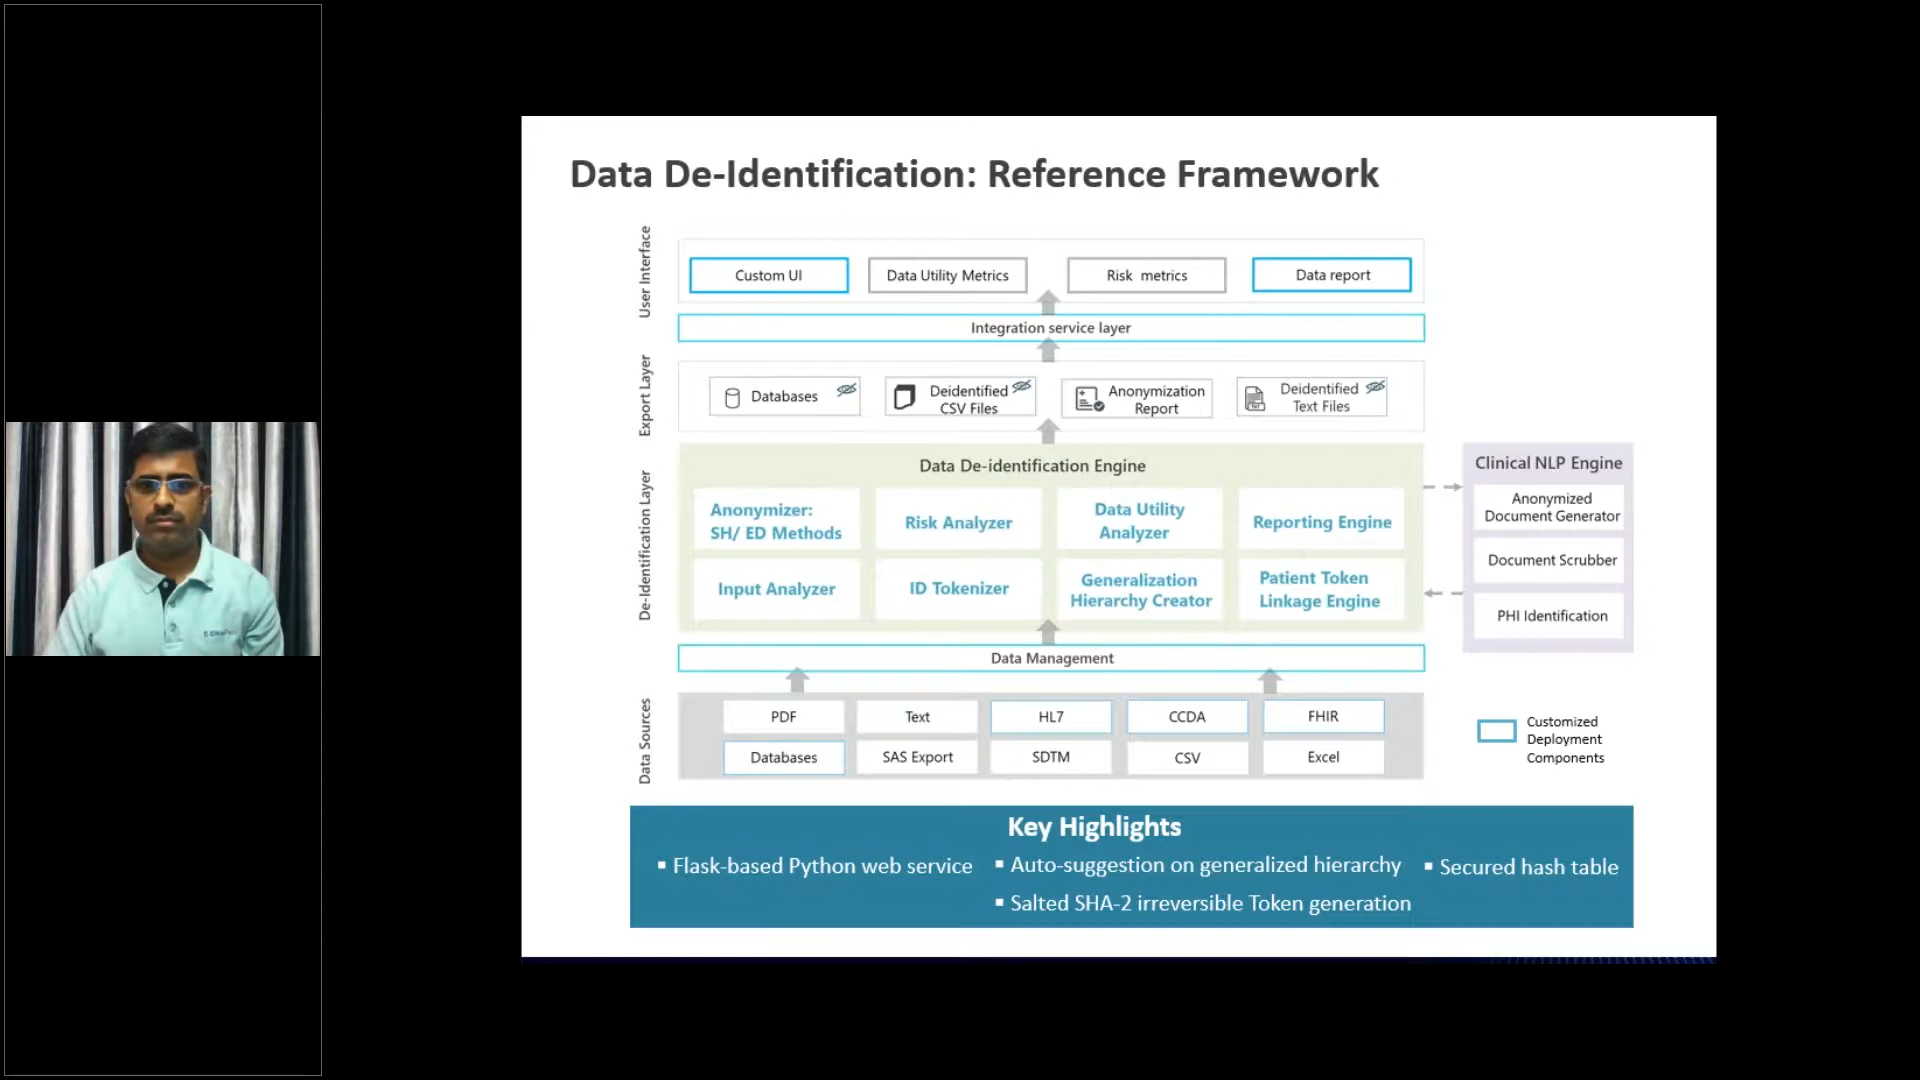 Data De-Identification: Reference Framework
User Interface
Custom UI
Data Utility Metrics
Risk metrics
Data report
Integration service layer
Export Layer
Databases
Deidentified
CSV Files
Anonymization
Report
Deidentified
Text Files
De-Identification Layer
Data De-identification Engine
Anonymizer:
SH/ ED Methods
Risk Analyzer
Data Utility
Analyzer
Reporting Engine
Input Analyzer
ID Tokenizer
Generalization
Hierarchy Creator
Patient Token
Linkage Engine
Clinical NLP Engine
Anonymized
Document Generator
Document Scrubber
PHI Identification
Data Management
Data Sources
PDF
Text
HL7
CCDA
FHIR
Databases
SAS Export
SDTM
CSV
Excel
Customized
Deployment
Components
Key Highlights
▪ Flask-based Python web service
▪ Auto-suggestion on generalized hierarchy
▪ Secured hash table
▪ Salted SHA-2 irreversible Token generation